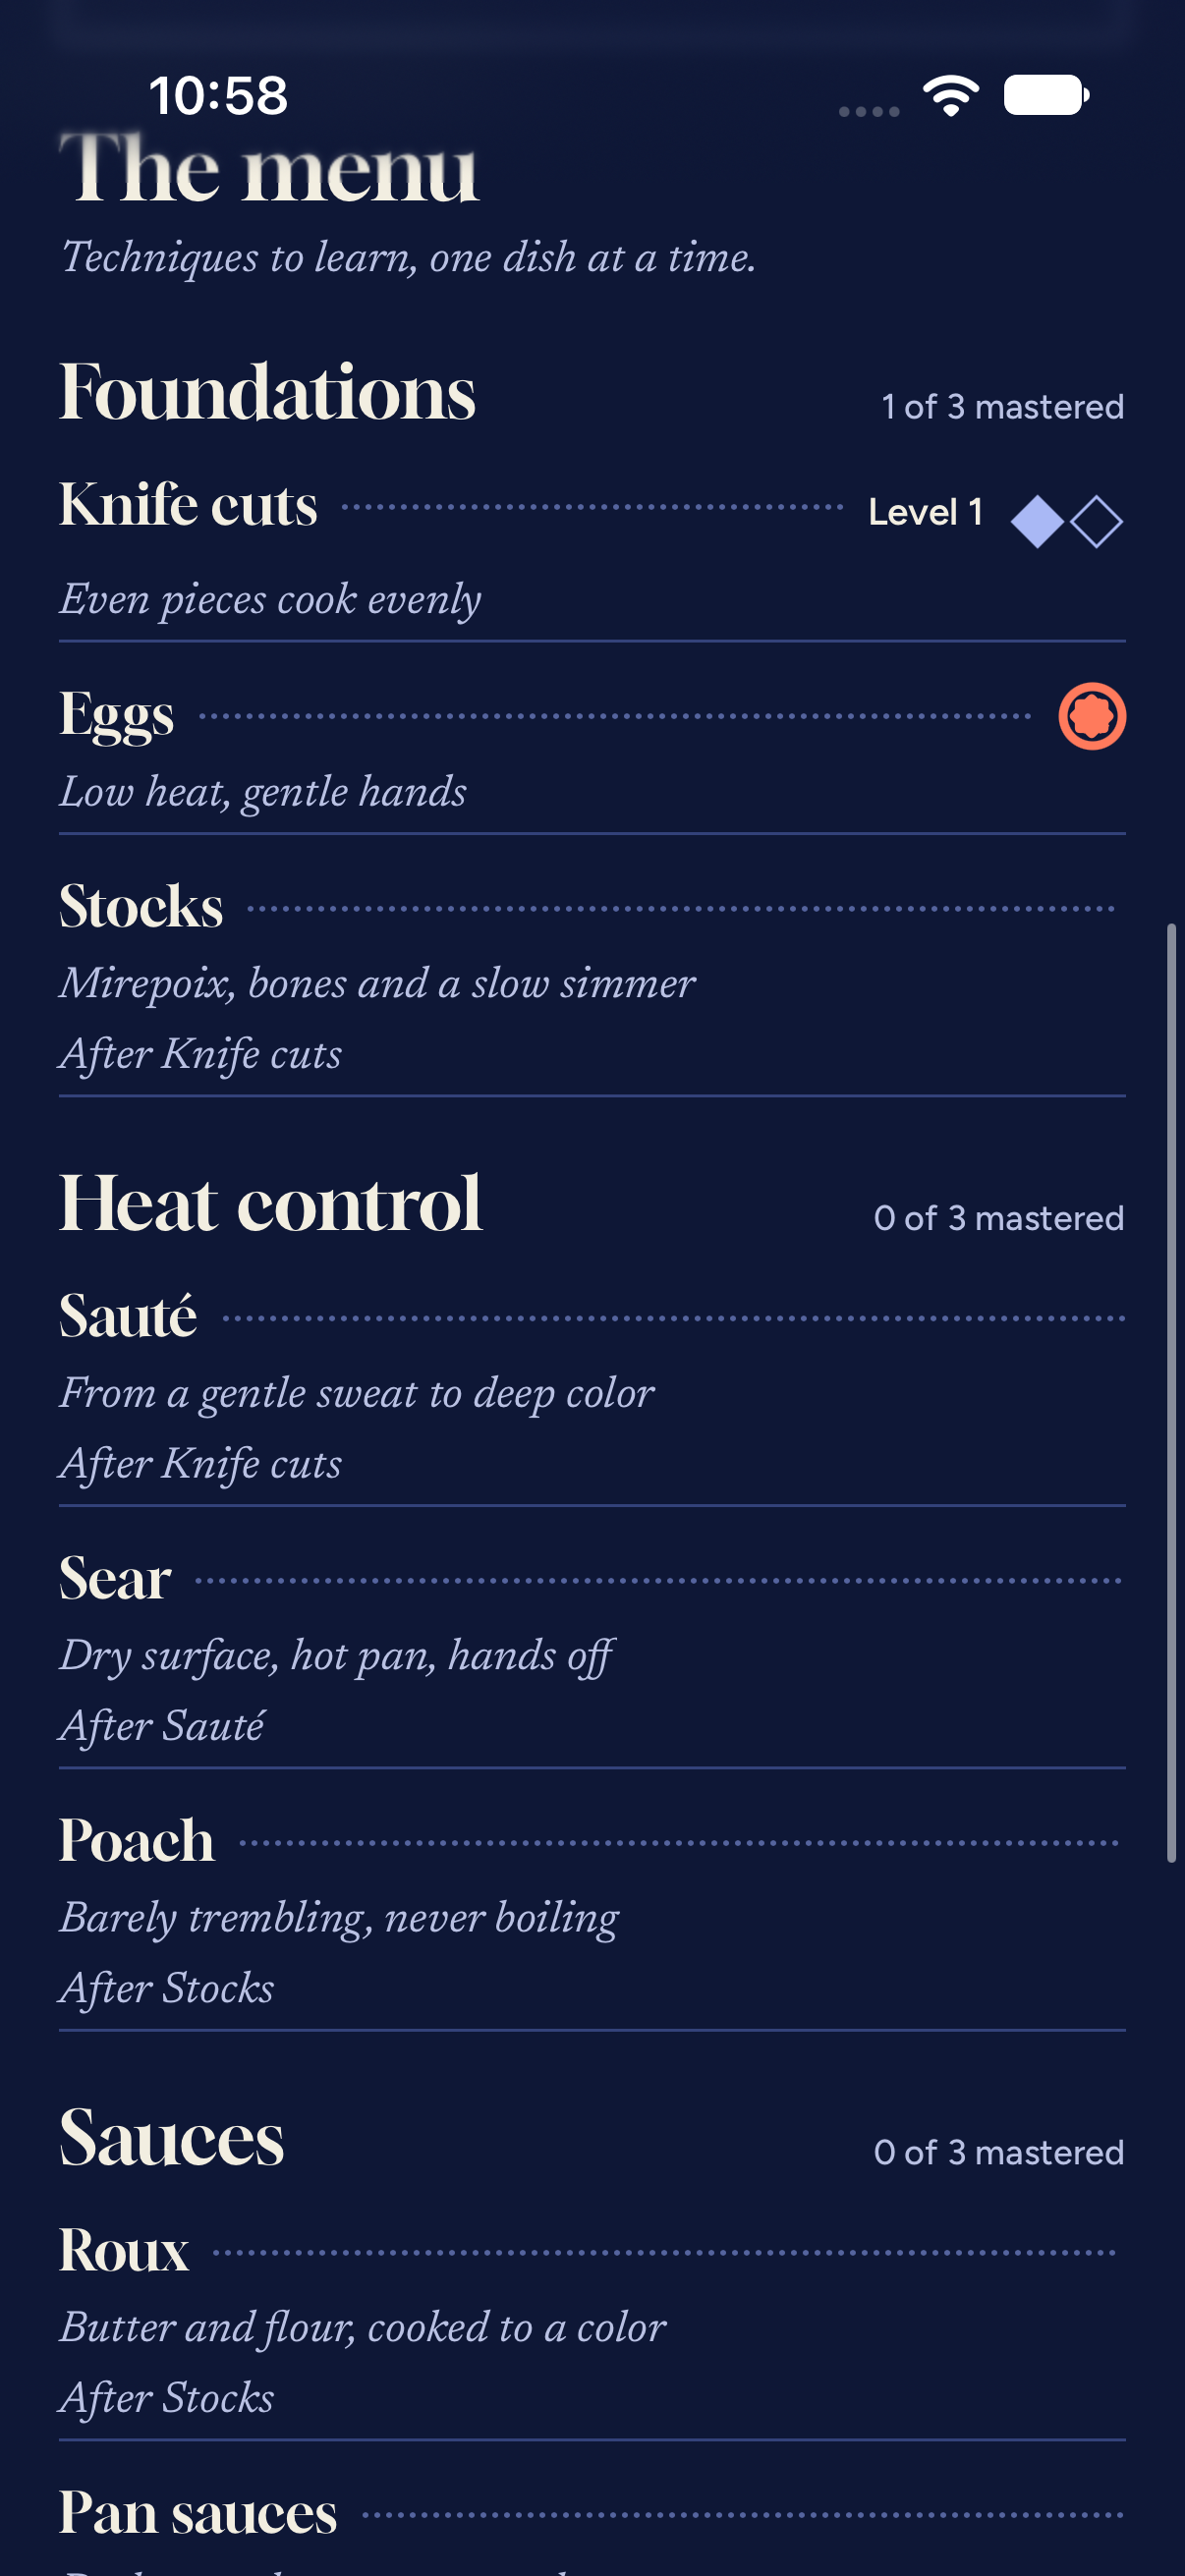 10:58
The menu
Techniques to learn, one dish at a time.
Foundations
1 of 3 mastered
Knife cuts
Level 1
Even pieces cook evenly
Eggs
Low heat, gentle hands
Stocks
Mirepoix, bones and a slow simmer
After Knife cuts
Heat control
0 of 3 mastered
Sauté
From a gentle sweat to deep color
After Knife cuts
Sear
Dry surface, hot pan, hands off
After Sauté
Poach
Barely trembling, never boiling
After Stocks
Sauces
0 of 3 mastered
Roux
Butter and flour, cooked to a color
After Stocks
Pan sauces